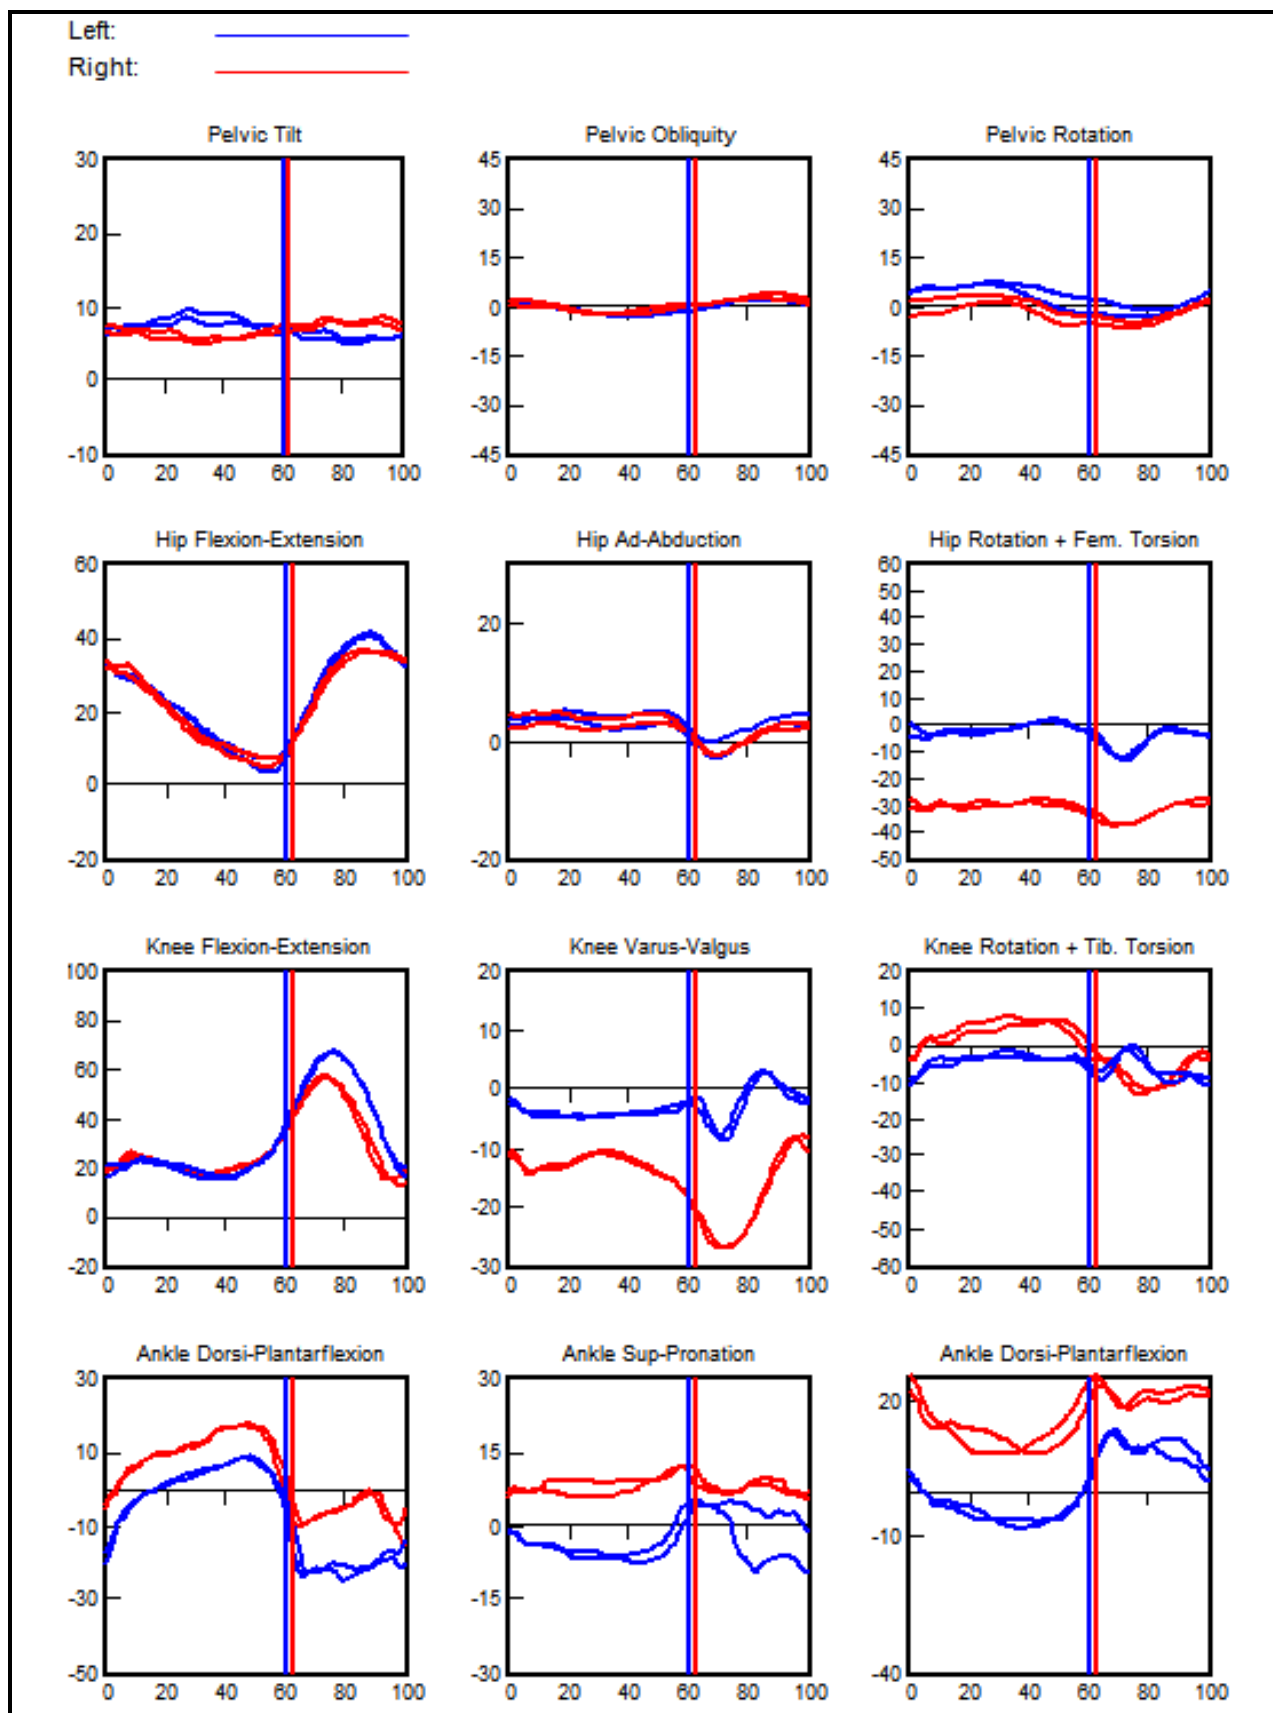 Left:
Right:
Pelvic Tilt Pelvic Obliquity Pelvic Rotation
30 45 45
30 30
20
15 15
10
0 0
0 -15 -15
-30 -30
-10 -45 -45
0 20 40 60 80 100 0 20 40 60 80 100 0 20 40 60 80 100
Hip Flexion-Extension Hip Ad-Abduction Hip Rotation + Fem. Torsion
60 60
50
40 20 40
30
20
20 10
0 0
-10
0 -20
-30
-40
-20 -20 -50
0 20 40 60 80 100 0 20 40 60 80 100 0 20 40 60 80 100
Knee Flexion-Extension Knee Varus-Valgus Knee Rotation + Tib. Torsion
100 20 20
80 10 10
60 0 0
-10
40 -10 -20
20 -30
-20 -40
0 -50
-20 -30 -60
0 20 40 60 80 100 0 20 40 60 80 100 0 20 40 60 80 100
Ankle Dorsi-Plantarflexion Ankle Sup-Pronation Ankle Dorsi-Plantarflexion
30 30
20
10 15
-10 0 -10
-30 -15
-50 -30 -40
0 20 40 60 80 100 0 20 40 60 80 100 0 20 40 60 80 100